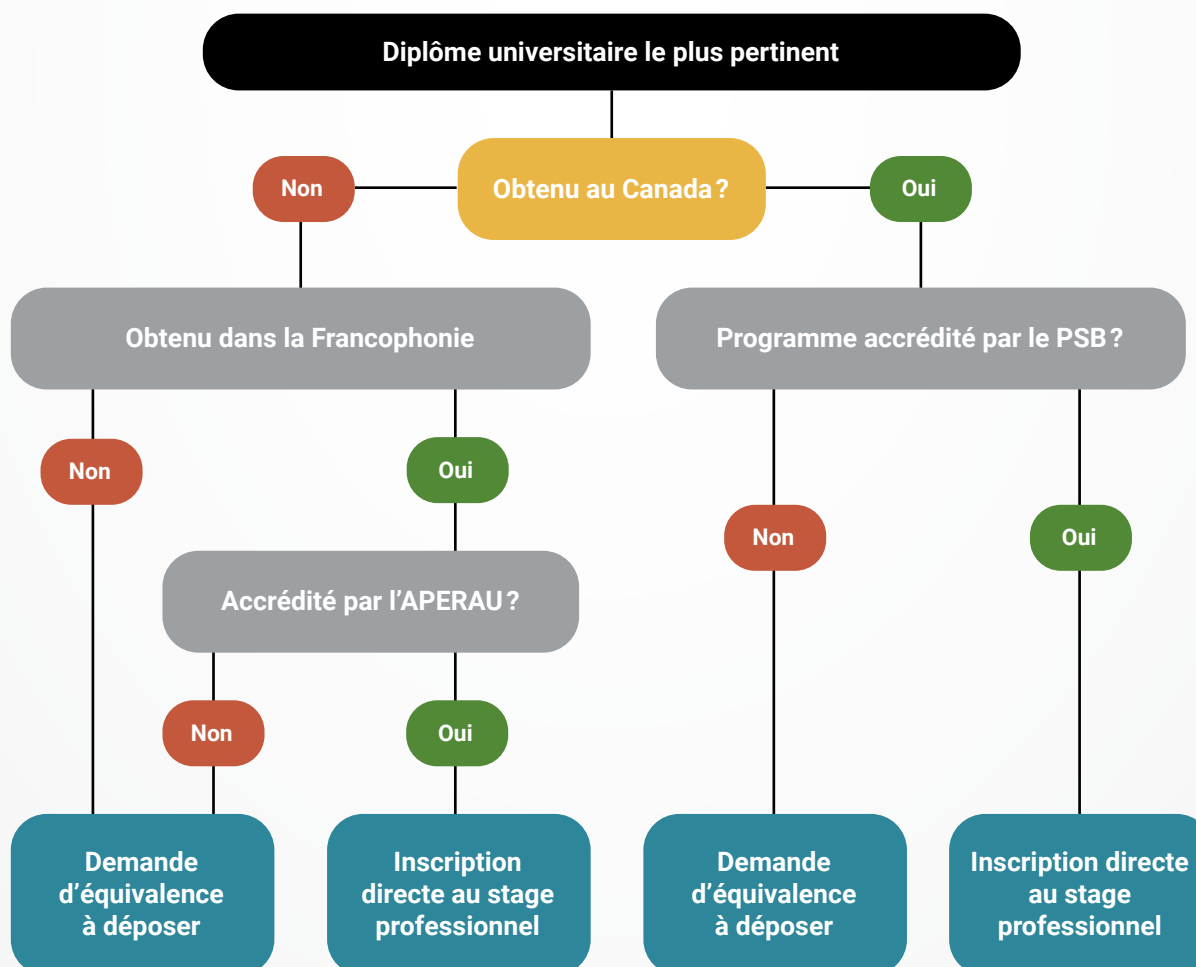 Diplôme universitaire le plus pertinent
Non
Obtenu au Canada ?
Oui
Obtenu dans la Francophonie
Programme accrédité par le PSB ?
Non
Oui
Non
Oui
Accrédité par l’APERAU ?
Non
Oui
Demande
d’équivalence
à déposer
Inscription
directe au stage
professionnel
Demande
d’équivalence
à déposer
Inscription directe
au stage
professionnel